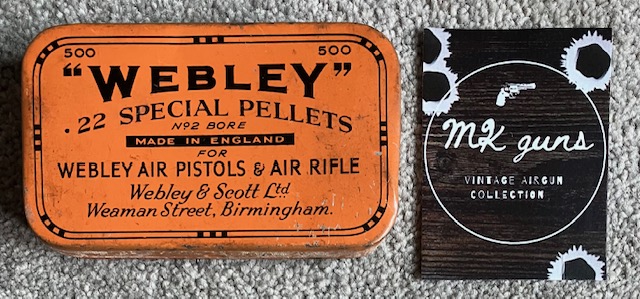 500 500
"WEBLEY"
.22 SPECIAL PELLETS
Nº2 BORE
MADE IN ENGLAND
FOR
WEBLEY AIR PISTOLS & AIR RIFLE
Webley & Scott Ltd
Weaman Street, Birmingham.
MK guns
VINTAGE AIRGUN
COLLECTION